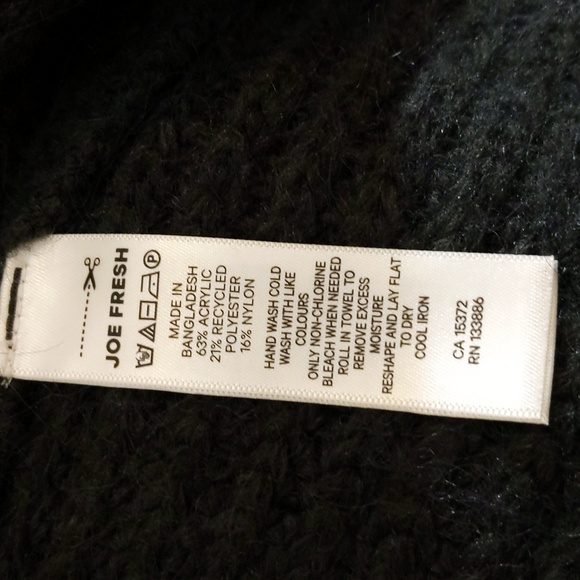 JOE FRESH
P
MADE IN
BANGLADESH
63% ACRYLIC
21% RECYCLED
POLYESTER
16% NYLON
HAND WASH COLD
WASH WITH LIKE
COLOURS
ONLY NON-CHLORINE
BLEACH WHEN NEEDED
ROLL IN TOWEL TO
REMOVE EXCESS
MOISTURE
RESHAPE AND LAY FLAT
TO DRY
COOL IRON
CA 15372
RN 133886